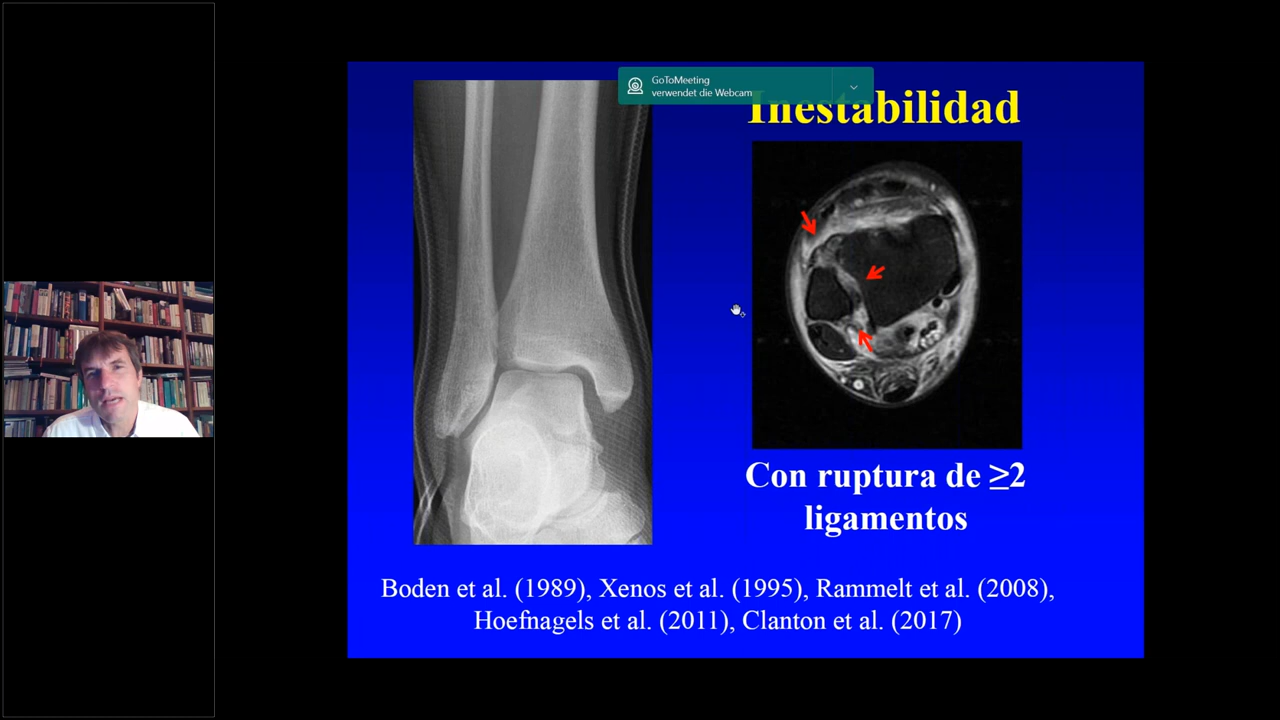 GoToMeeting
verwendet die Webcam
Inestabilidad
Con ruptura de ≥2
ligamentos
Boden et al. (1989), Xenos et al. (1995), Rammelt et al. (2008),
Hoefnagels et al. (2011), Clanton et al. (2017)